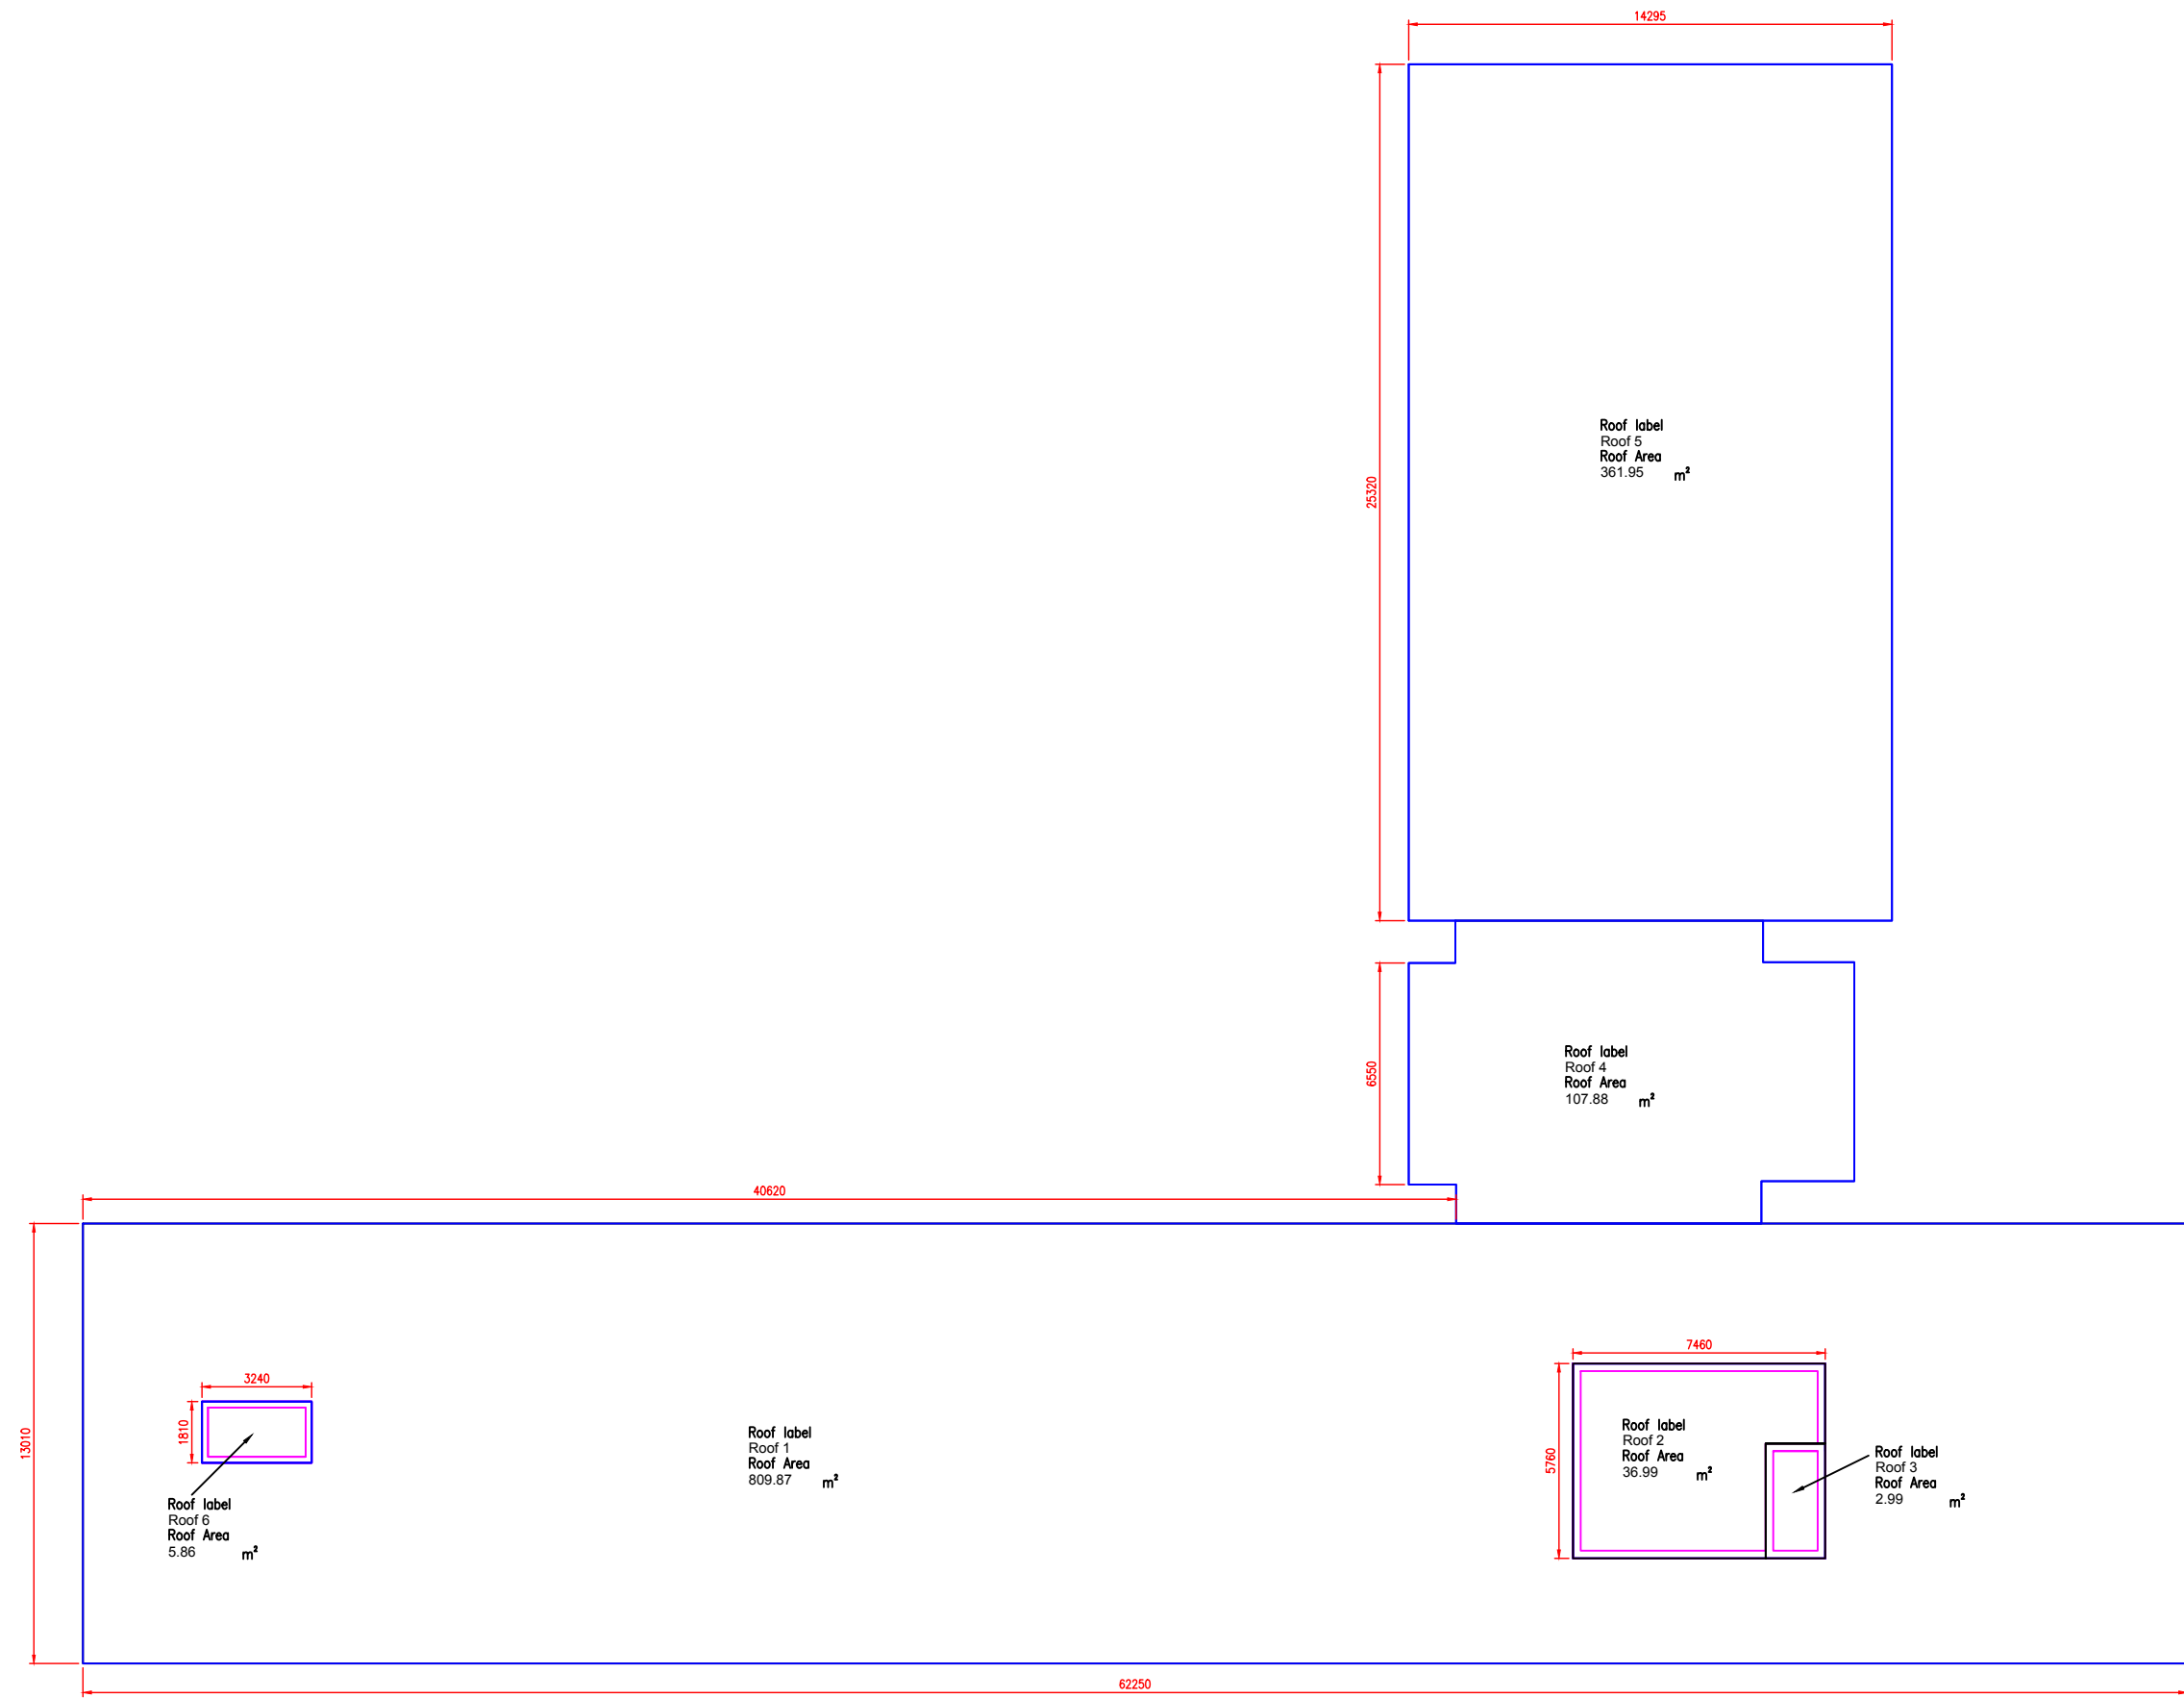 14295
25320
Roof label
Roof 5
Roof Area
361.95 m²
6550
Roof label
Roof 4
Roof Area
107.88 m²
40620
13010
3240
1810
Roof label
Roof 6
Roof Area
5.86 m²
Roof label
Roof 1
Roof Area
809.87 m²
7460
5760
Roof label
Roof 2
Roof Area
36.99 m²
Roof label
Roof 3
Roof Area
2.99 m²
62250